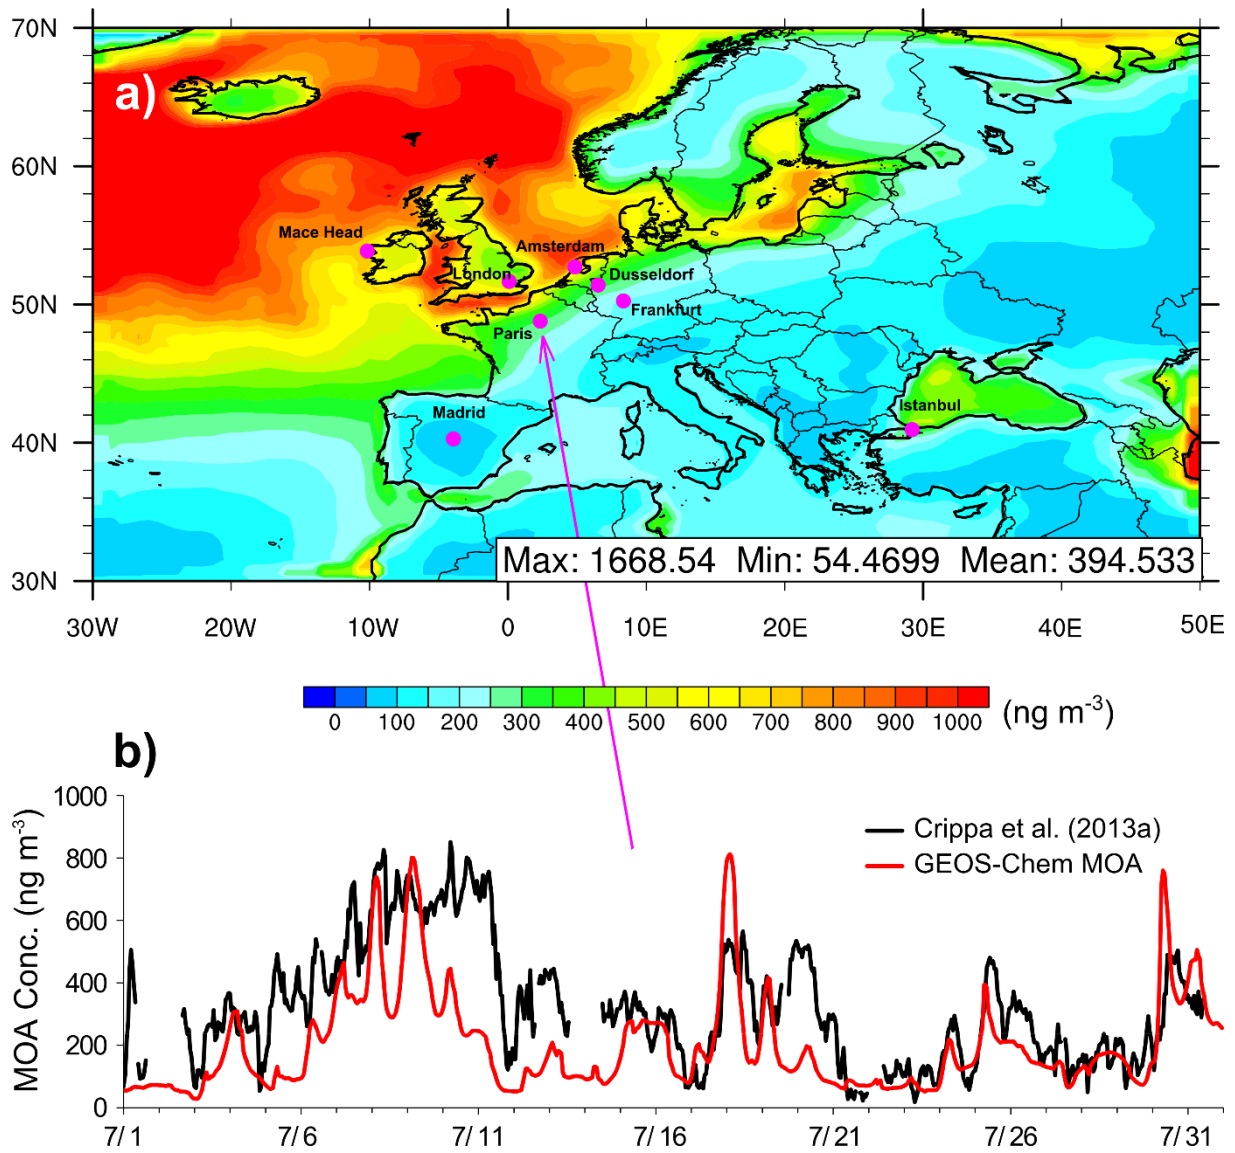 70N
a)
60N
Mace Head
Amsterdam
London
Dusseldorf
50N
Frankfurt
Paris
Madrid
Istanbul
40N
Max: 1668.54 Min: 54.4699 Mean: 394.533
30N
30W 20W 10W 0 10E 20E 30E 40E 50E
0 100 200 300 400 500 600 700 800 900 1000 (ng m⁻³)
b)
1000
Crippa et al. (2013a)
GEOS-Chem MOA
800
600
400
200
0
MOA Conc. (ng m⁻³)
7/1 7/6 7/11 7/16 7/21 7/26 7/31